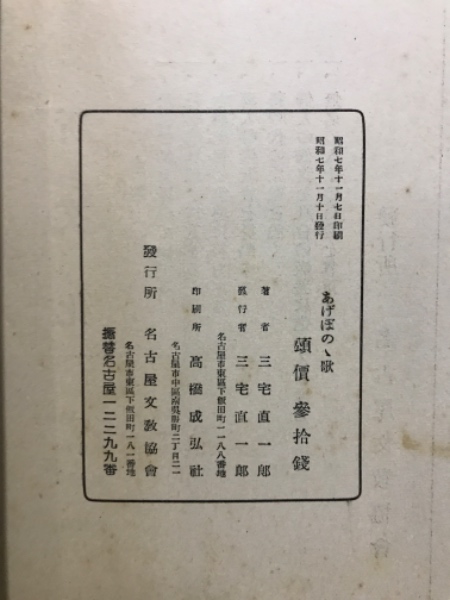 昭和七年十一月七日印刷
昭和七年十一月十日發行
あけぼのゝ歌
頒價參拾錢
著者 三宅直一郎
名古屋市東區下飯田町一一八八番地
發行者 三宅直一郎
印刷所 高橋成弘社
名古屋市中區南吳服町二丁目二一
發行所 名古屋文教協會
名古屋市東區下飯田町一八一番地
振替名古屋一二二九九番